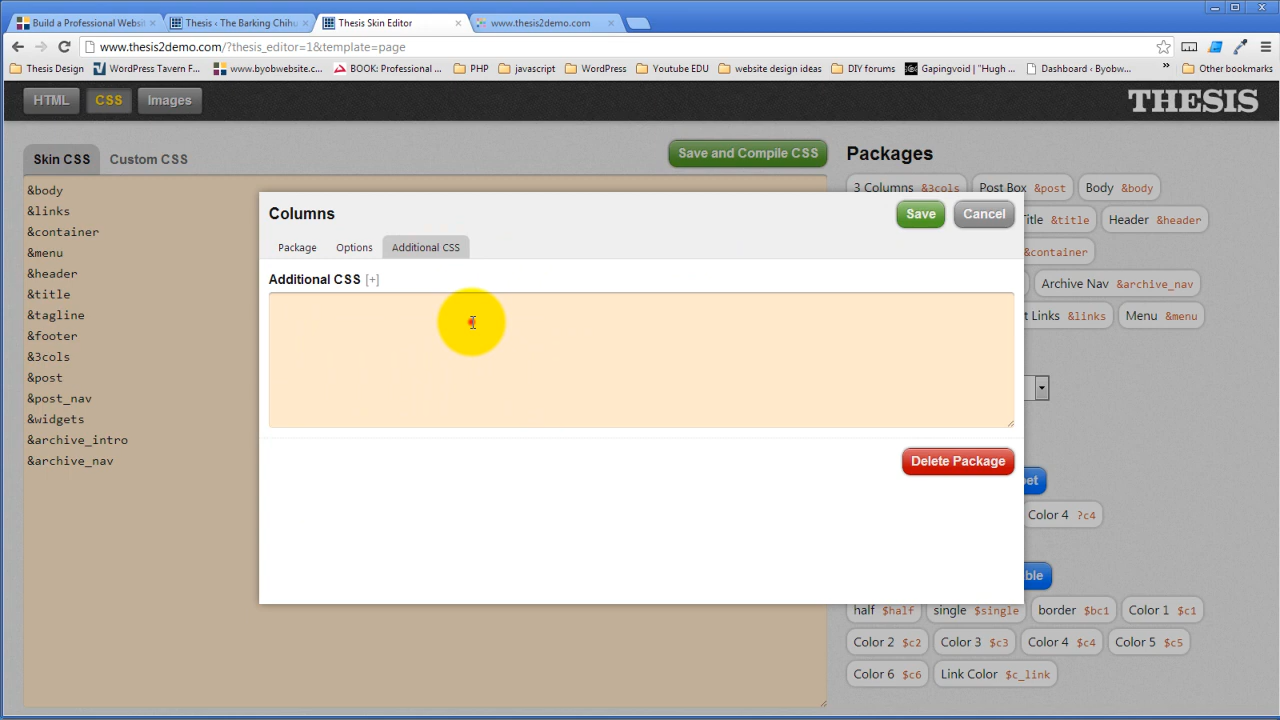 Build a Professional Websit
Thesis ‹ The Barking Chihu
Thesis Skin Editor
www.thesis2demo.com
www.thesis2demo.com/?thesis_editor=1&template=page
Thesis Design
WordPress Tavern F...
www.byobwebsite.c...
BOOK: Professional ...
PHP
javascript
WordPress
Youtube EDU
website design ideas
DIY forums
Gapingvoid | "Hugh ...
Dashboard ‹ Byobw...
»
Other bookmarks
HTML
CSS
Images
THESIS
Skin CSS
Custom CSS
Save and Compile CSS
Packages
&body
&links
&container
&menu
&header
&title
&tagline
&footer
&3cols
&post
&post_nav
&widgets
&archive_intro
&archive_nav
Columns
Save
Cancel
Package
Options
Additional CSS
Additional CSS [+]
Delete Package
3 Columns &3cols
Post Box &post
Body &body
Title &title
Header &header
&container
Archive Nav &archive_nav
t Links &links
Menu &menu
et
Color 4 ?c4
ble
half $half
single $single
border $bc1
Color 1 $c1
Color 2 $c2
Color 3 $c3
Color 4 $c4
Color 5 $c5
Color 6 $c6
Link Color $c_link